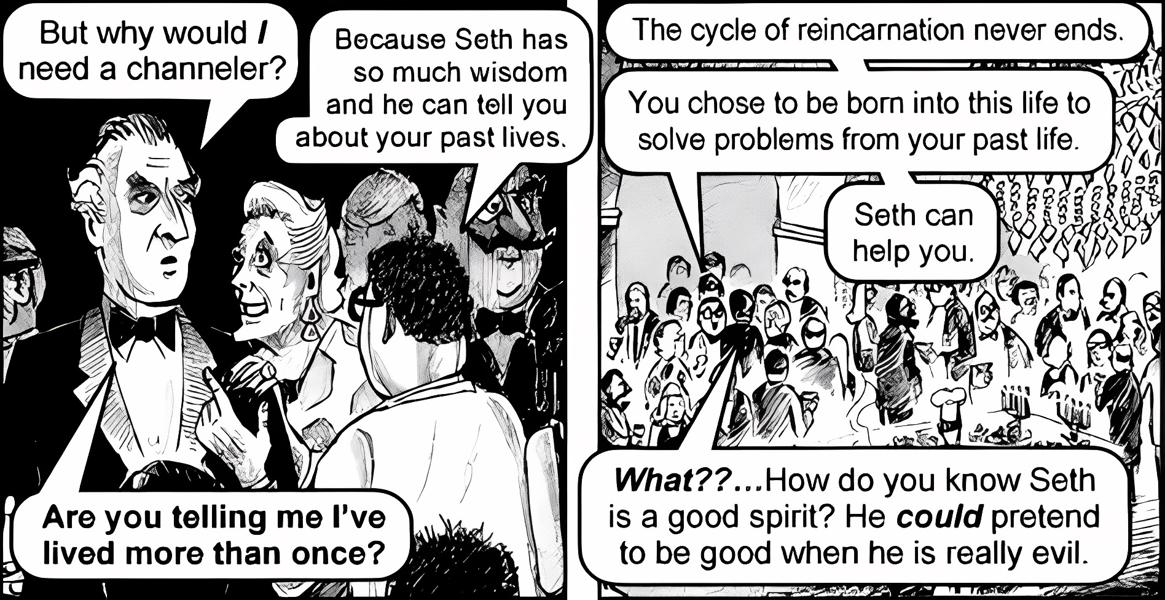 But why would I
need a channeler?
Because Seth has
so much wisdom
and he can tell you
about your past lives.
Are you telling me I've
lived more than once?
The cycle of reincarnation never ends.
You chose to be born into this life to
solve problems from your past life.
Seth can
help you.
What??...How do you know Seth
is a good spirit? He could pretend
to be good when he is really evil.